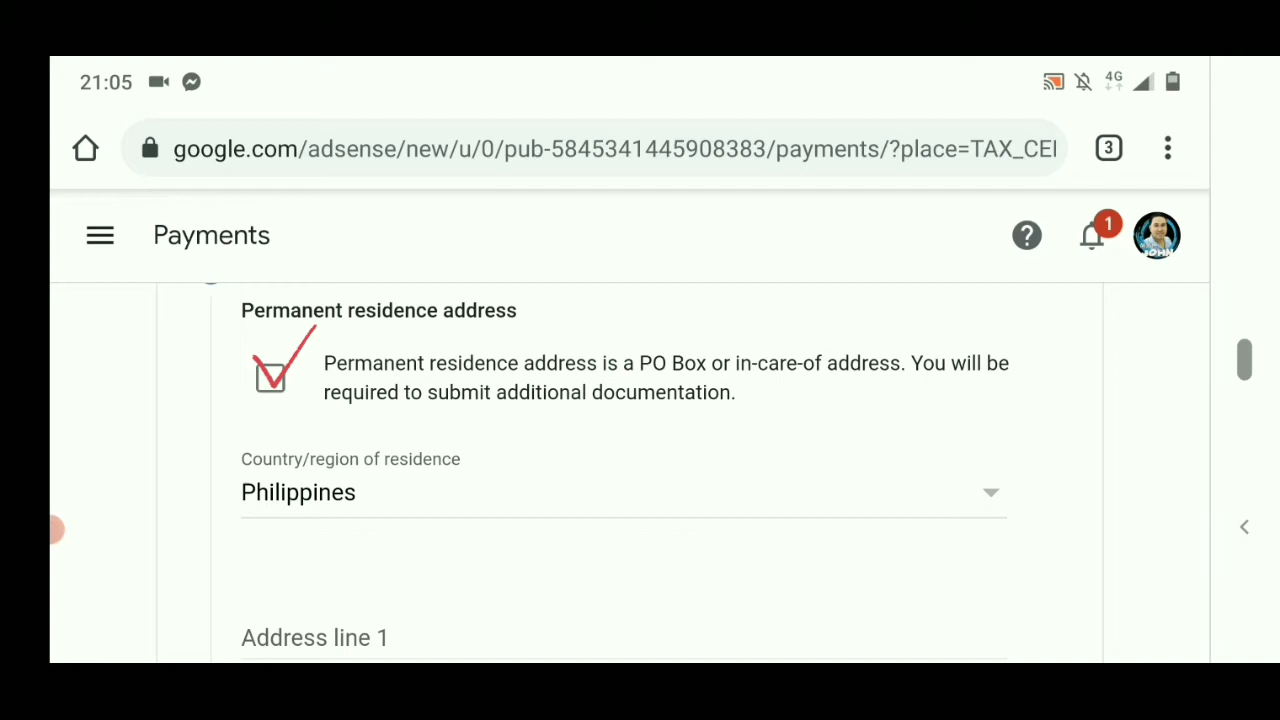 21:05
4G
google.com/adsense/new/u/0/pub-5845341445908383/payments/?place=TAX_CEI
3
Payments
?
1
JOHN
Permanent residence address
Permanent residence address is a PO Box or in-care-of address. You will be
required to submit additional documentation.
Country/region of residence
Philippines
Address line 1